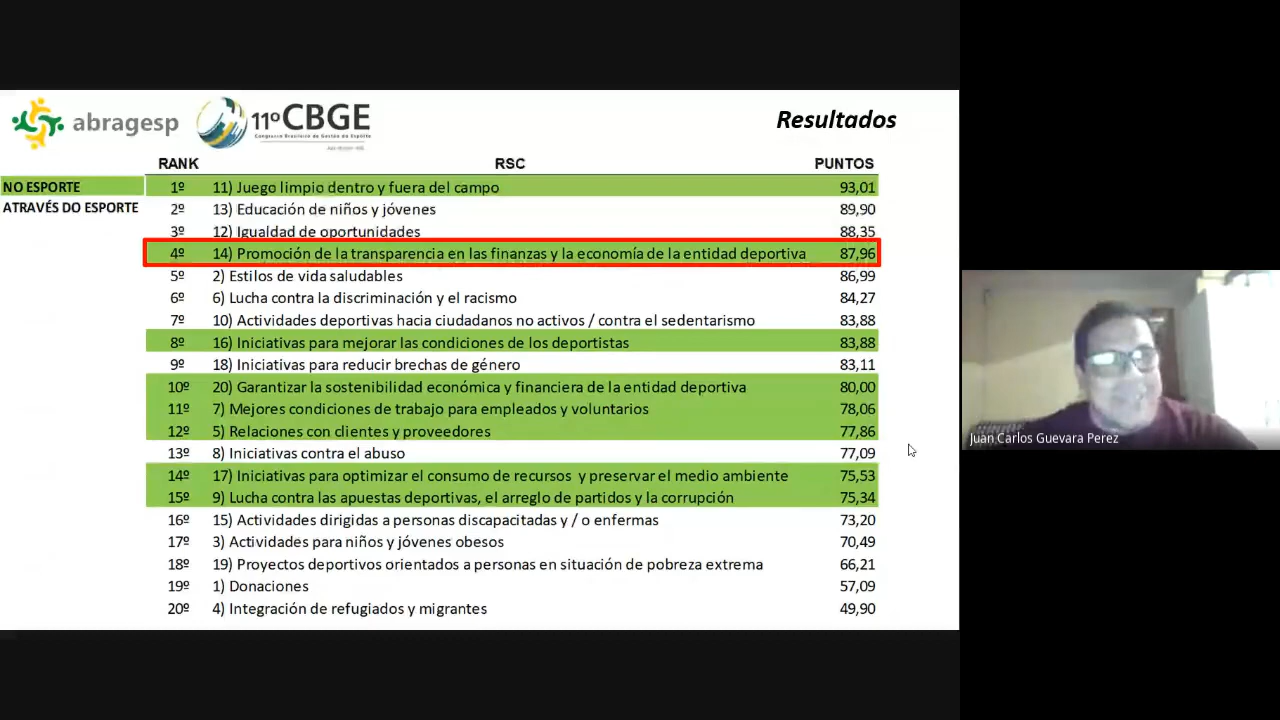 abragesp
11º CBGE
Congresso Brasileiro de Gestão do Esporte
Resultados
RANK RSC PUNTOS
NO ESPORTE
ATRAVÉS DO ESPORTE
1º 11) Juego limpio dentro y fuera del campo 93,01
2º 13) Educación de niños y jóvenes 89,90
3º 12) Igualdad de oportunidades 88,35
4º 14) Promoción de la transparencia en las finanzas y la economía de la entidad deportiva 87,96
5º 2) Estilos de vida saludables 86,99
6º 6) Lucha contra la discriminación y el racismo 84,27
7º 10) Actividades deportivas hacia ciudadanos no activos / contra el sedentarismo 83,88
8º 16) Iniciativas para mejorar las condiciones de los deportistas 83,88
9º 18) Iniciativas para reducir brechas de género 83,11
10º 20) Garantizar la sostenibilidad económica y financiera de la entidad deportiva 80,00
11º 7) Mejores condiciones de trabajo para empleados y voluntarios 78,06
12º 5) Relaciones con clientes y proveedores 77,86
13º 8) Iniciativas contra el abuso 77,09
14º 17) Iniciativas para optimizar el consumo de recursos y preservar el medio ambiente 75,53
15º 9) Lucha contra las apuestas deportivas, el arreglo de partidos y la corrupción 75,34
16º 15) Actividades dirigidas a personas discapacitadas y / o enfermas 73,20
17º 3) Actividades para niños y jóvenes obesos 70,49
18º 19) Proyectos deportivos orientados a personas en situación de pobreza extrema 66,21
19º 1) Donaciones 57,09
20º 4) Integración de refugiados y migrantes 49,90
Juan Carlos Guevara Perez